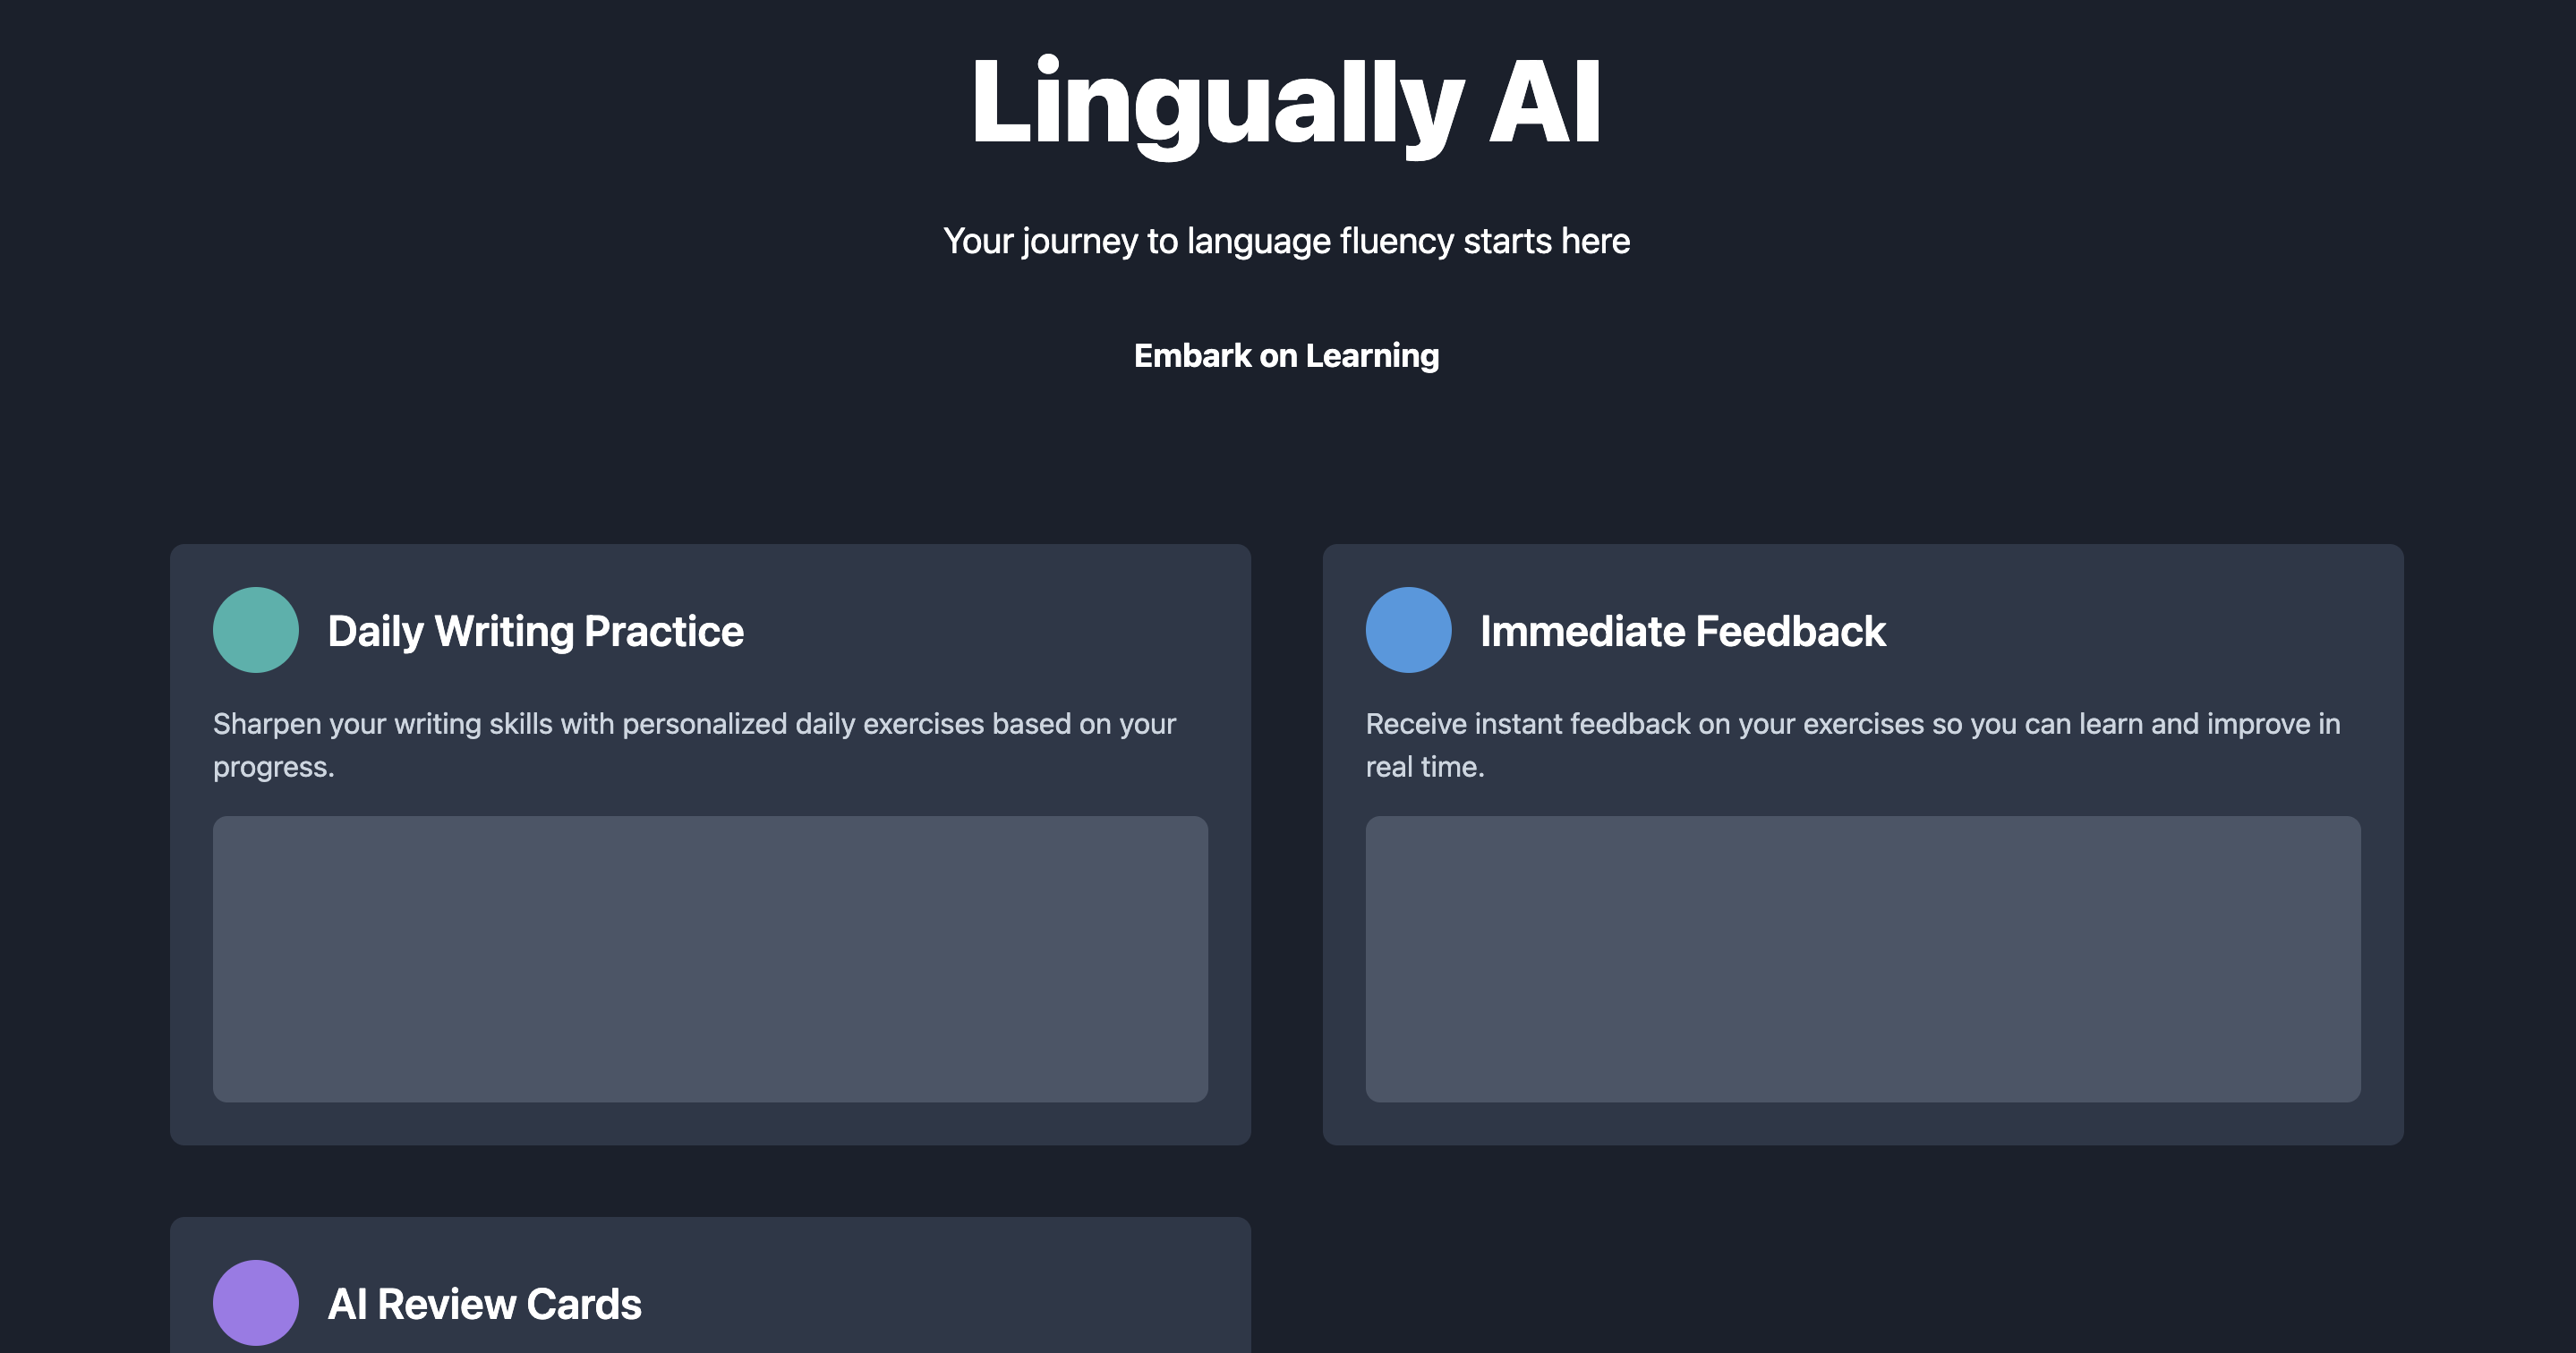 Lingually AI
Your journey to language fluency starts here
Embark on Learning
Daily Writing Practice
Sharpen your writing skills with personalized daily exercises based on your
progress.
Immediate Feedback
Receive instant feedback on your exercises so you can learn and improve in
real time.
AI Review Cards